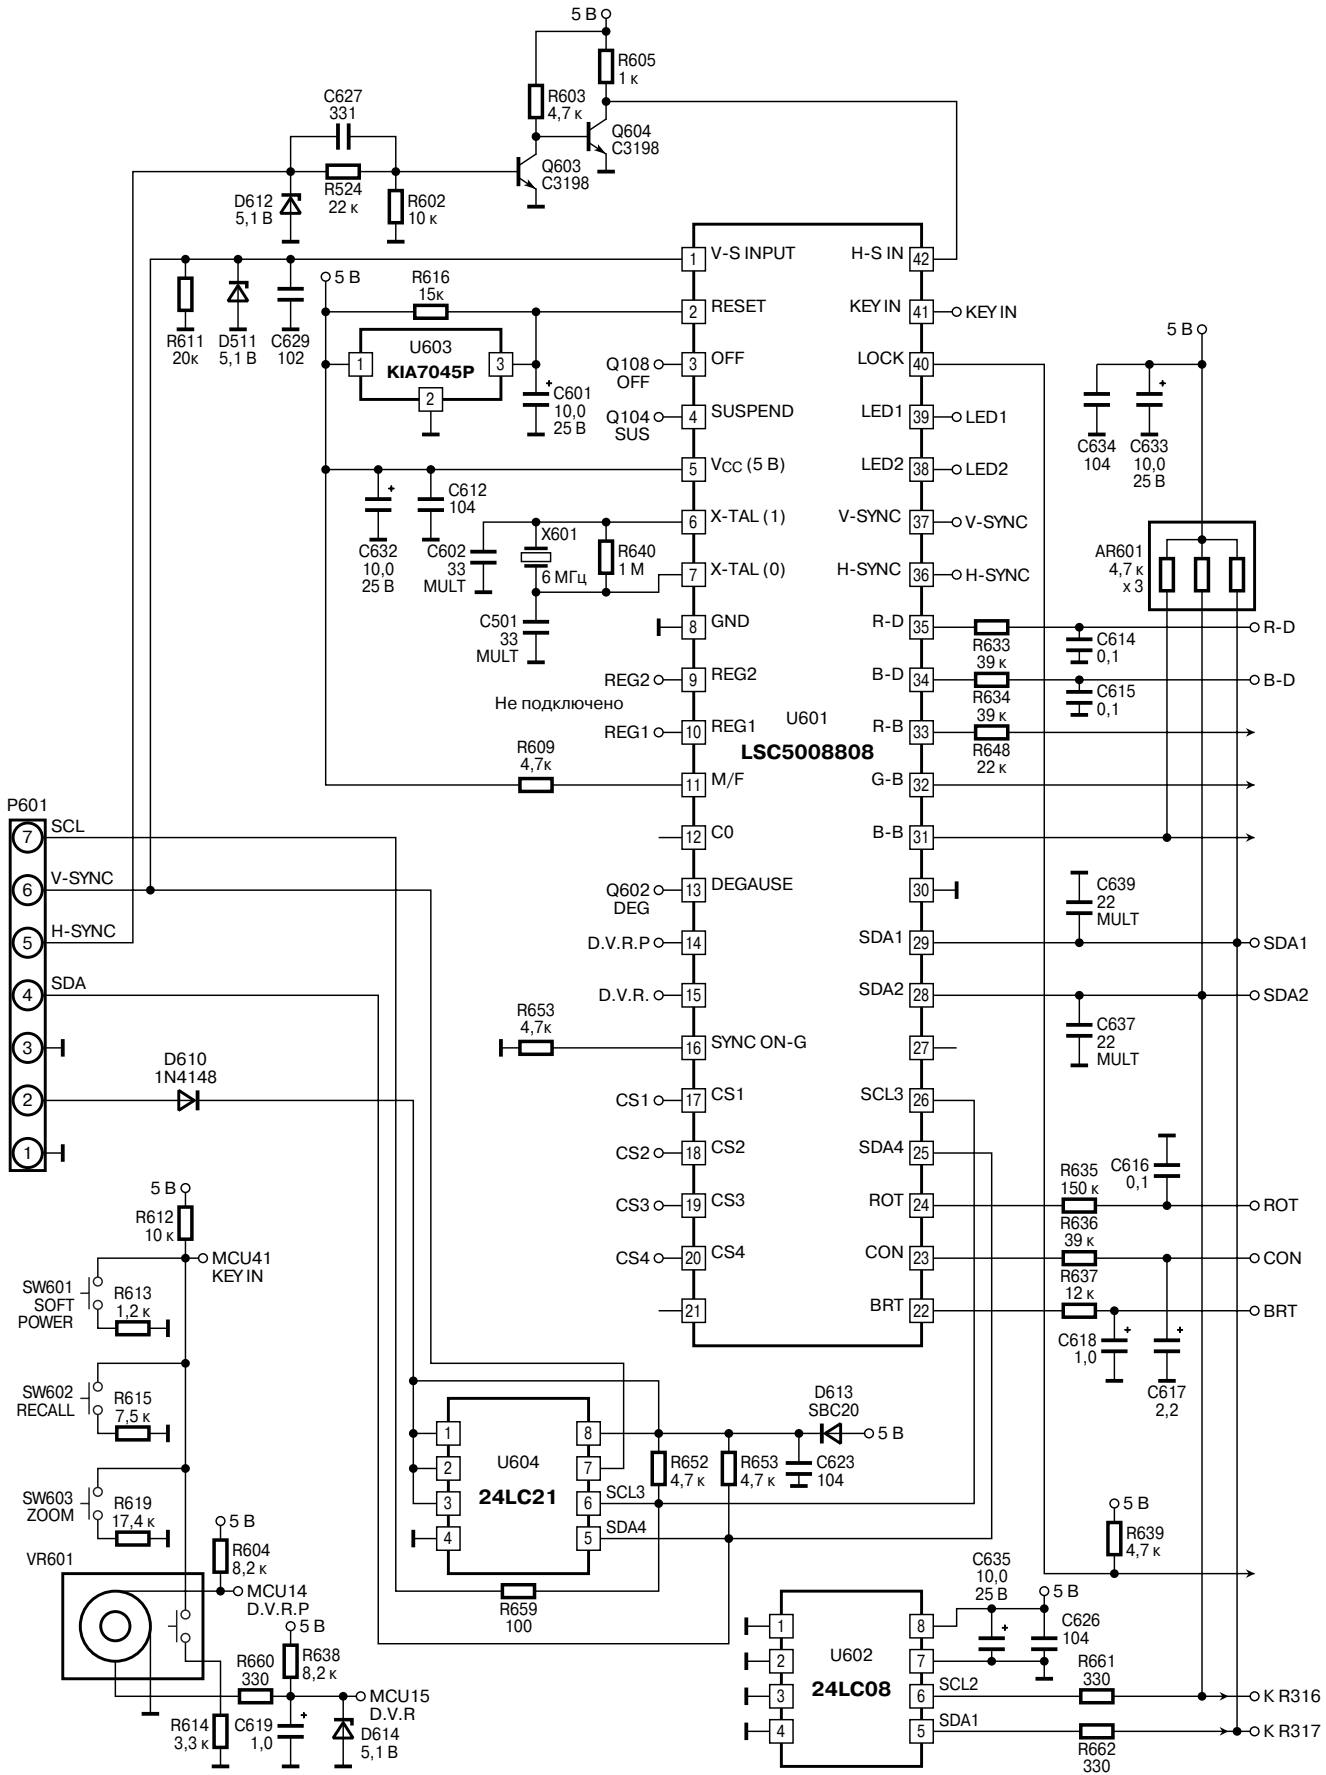 5 В
R605
1 к
R603
4,7 к
C627
331
Q604
C3198
Q603
C3198
R524
22 к
D612
5,1 В
R602
10 к
1
V-S INPUT
H-S IN
42
5 В
R616
15к
2
RESET
KEY IN
41
KEY IN
R611
20к
D511
5,1 В
C629
102
U603
KIA7045P
1
3
2
Q108
OFF
3
OFF
LOCK
40
5 В
C601
10,0
25 В
+
Q104
SUS
4
SUSPEND
LED1
39
LED1
C634
104
C633
10,0
25 В
+
5
VCC (5 В)
LED2
38
LED2
C632
10,0
25 В
+
C612
104
6
X-TAL (1)
V-SYNC
37
V-SYNC
C602
33
MULT
X601
6 МГц
R640
1 М
7
X-TAL (0)
H-SYNC
36
H-SYNC
AR601
4,7 к
x 3
C501
33
MULT
8
GND
R-D
35
R633
39 к
C614
0,1
R-D
REG2
9
REG2
B-D
34
R634
39 к
C615
0,1
B-D
Не подключено
REG1
10
REG1
U601
LSC5008808
R-B
33
R648
22 к
R609
4,7к
11
M/F
G-B
32
P601
7
SCL
12
C0
B-B
31
6
V-SYNC
Q602
DEG
13
DEGAUSE
30
C639
22
MULT
5
H-SYNC
D.V.R.P
14
SDA1
29
SDA1
4
SDA
D.V.R.
15
SDA2
28
SDA2
3
R653
4,7к
16
SYNC ON-G
27
C637
22
MULT
2
D610
1N4148
CS1
17
CS1
SCL3
26
1
CS2
18
CS2
SDA4
25
5 В
R612
10 к
CS3
19
CS3
ROT
24
R635
150 к
C616
0,1
ROT
MCU41
KEY IN
CS4
20
CS4
CON
23
R636
39 к
CON
SW601
SOFT
POWER
R613
1,2 к
21
BRT
22
R637
12 к
BRT
C618
1,0
+
C617
2,2
+
SW602
RECALL
R615
7,5 к
D613
SBC20
5 В
1
2
3
4
U604
24LC21
8
7
6
5
SCL3
SDA4
R652
4,7 к
R653
4,7 к
C623
104
SW603
ZOOM
R619
17,4 к
5 В
R604
8,2 к
VR601
MCU14
D.V.R.P
R659
100
5 В
R639
4,7 к
5 В
R638
8,2 к
R660
330
MCU15
D.V.R
R614
3,3 к
C619
1,0
+
D614
5,1 В
C635
10,0
25 В
+
5 В
C626
104
1
2
3
4
U602
24LC08
8
7
6
5
SCL2
SDA1
R661
330
K R316
R662
330
K R317